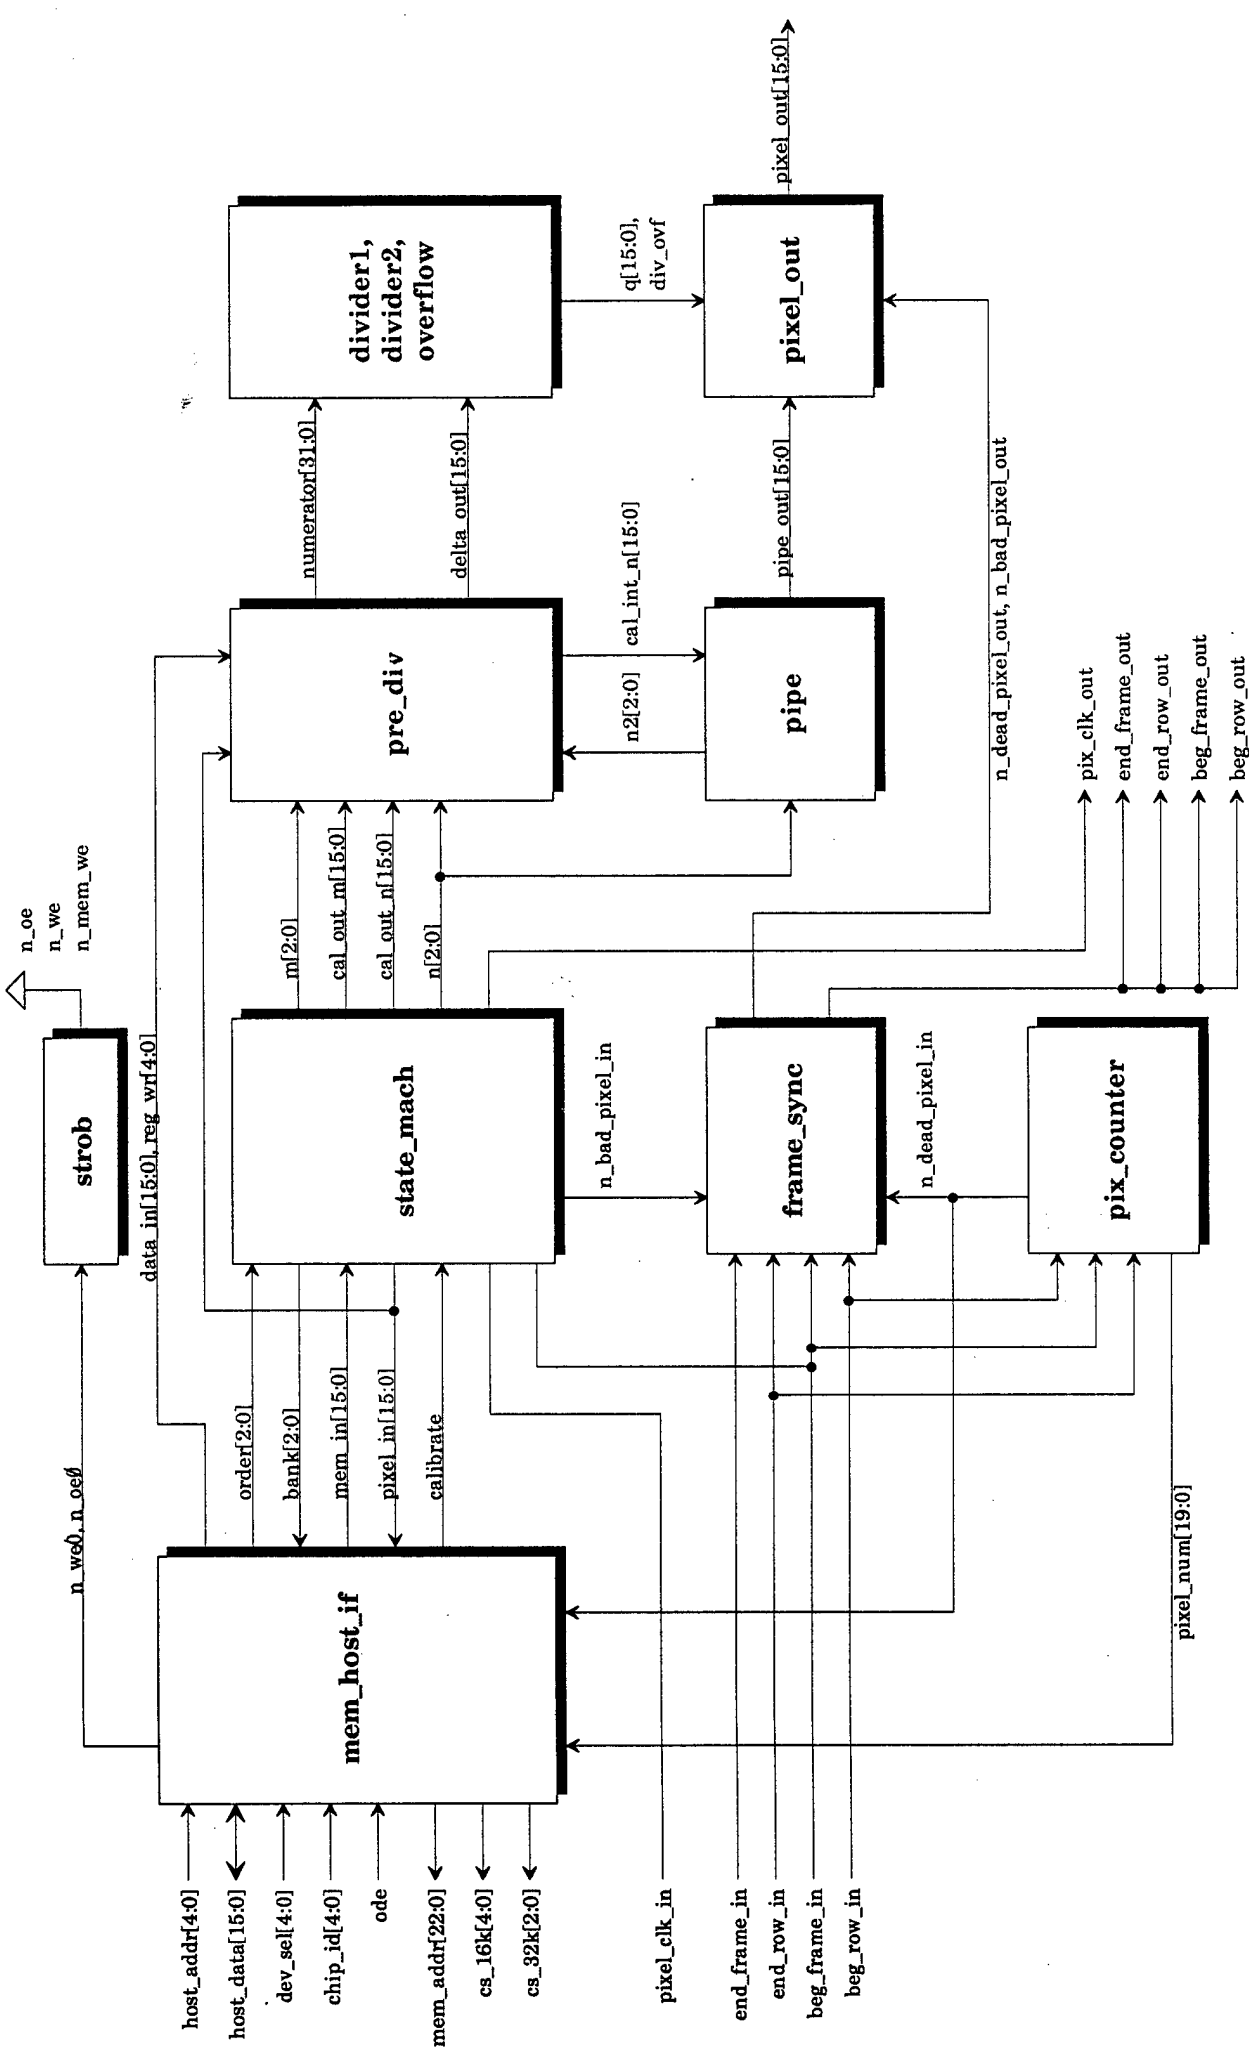 n_oe
n_we
n_mem_we
strob
n_we0, n_oe0
data_in[15:0], reg_wr[4:0]
host_addr[4:0]
host_data[15:0]
dev_sel[4:0]
chip_id[4:0]
ode
mem_addr[22:0]
cs_16k[4:0]
cs_32k[2:0]
mem_host_if
order[2:0]
bank[2:0]
mem_in[15:0]
pixel_in[15:0]
calibrate
state_mach
m[2:0]
cal_out_m[15:0]
cal_out_n[15:0]
n[2:0]
pre_div
numerator[31:0]
delta_out[15:0]
divider1,
divider2,
overflow
n_bad_pixel_in
n2[2:0]
cal_int_n[15:0]
q[15:0],
div_ovf
pixel_clk_in
end_frame_in
end_row_in
beg_frame_in
beg_row_in
frame_sync
pipe
pipe_out[15:0]
pixel_out
pixel_out[15:0]
n_dead_pixel_in
n_dead_pixel_out, n_bad_pixel_out
pix_counter
pixel_num[19:0]
pix_clk_out
end_frame_out
end_row_out
beg_frame_out
beg_row_out